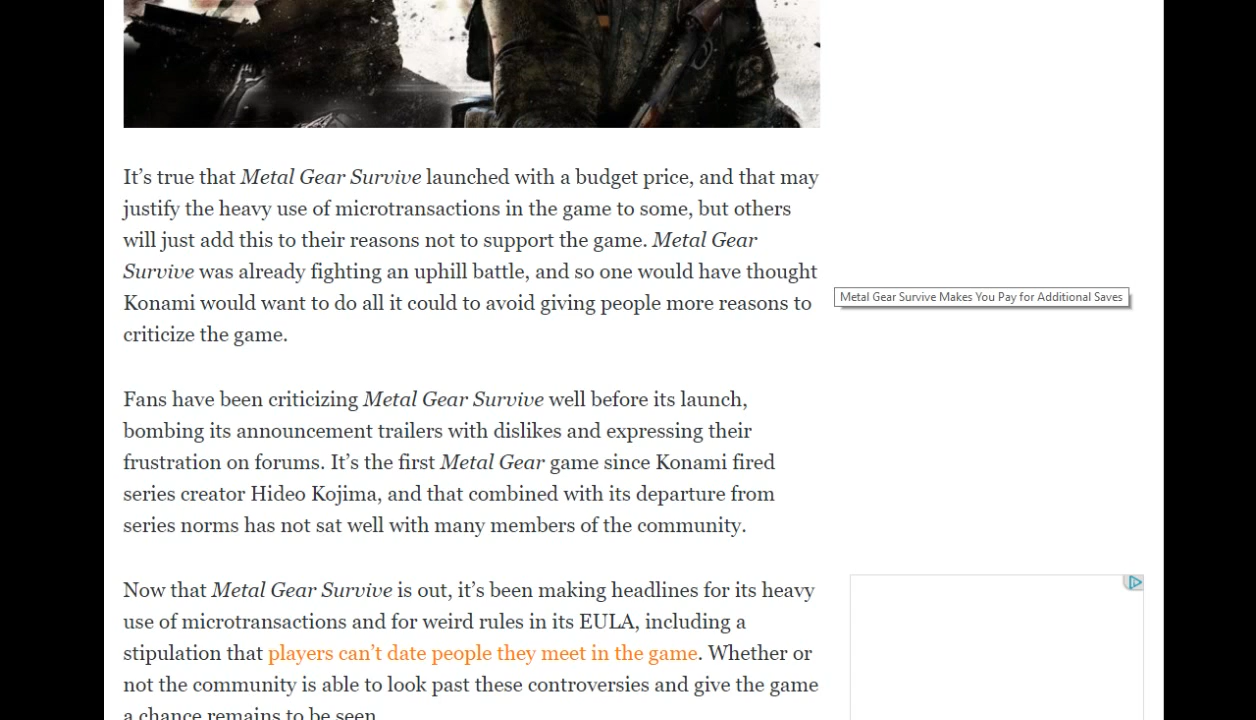 It’s true that Metal Gear Survive launched with a budget price, and that may
justify the heavy use of microtransactions in the game to some, but others
will just add this to their reasons not to support the game. Metal Gear
Survive was already fighting an uphill battle, and so one would have thought
Konami would want to do all it could to avoid giving people more reasons to
criticize the game.
Fans have been criticizing Metal Gear Survive well before its launch,
bombing its announcement trailers with dislikes and expressing their
frustration on forums. It’s the first Metal Gear game since Konami fired
series creator Hideo Kojima, and that combined with its departure from
series norms has not sat well with many members of the community.
Now that Metal Gear Survive is out, it’s been making headlines for its heavy
use of microtransactions and for weird rules in its EULA, including a
stipulation that players can’t date people they meet in the game. Whether or
not the community is able to look past these controversies and give the game
a chance remains to be seen.
Metal Gear Survive Makes You Pay for Additional Saves